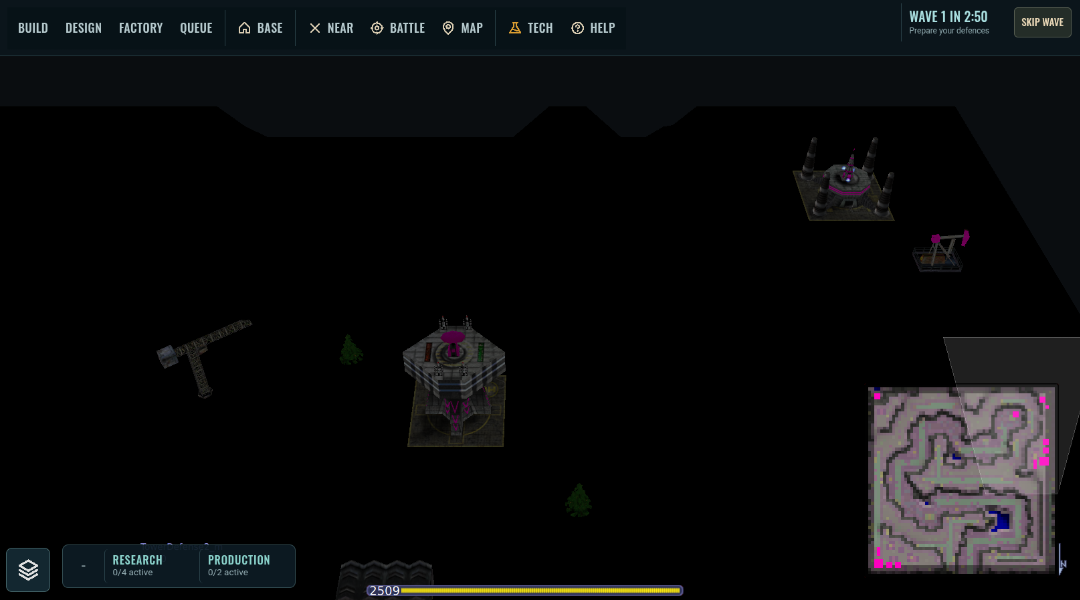 BUILD DESIGN FACTORY QUEUE BASE NEAR BATTLE MAP TECH HELP
WAVE 1 IN 2:50
Prepare your defences
SKIP WAVE
-
RESEARCH
0/4 active
PRODUCTION
0/2 active
2509
N